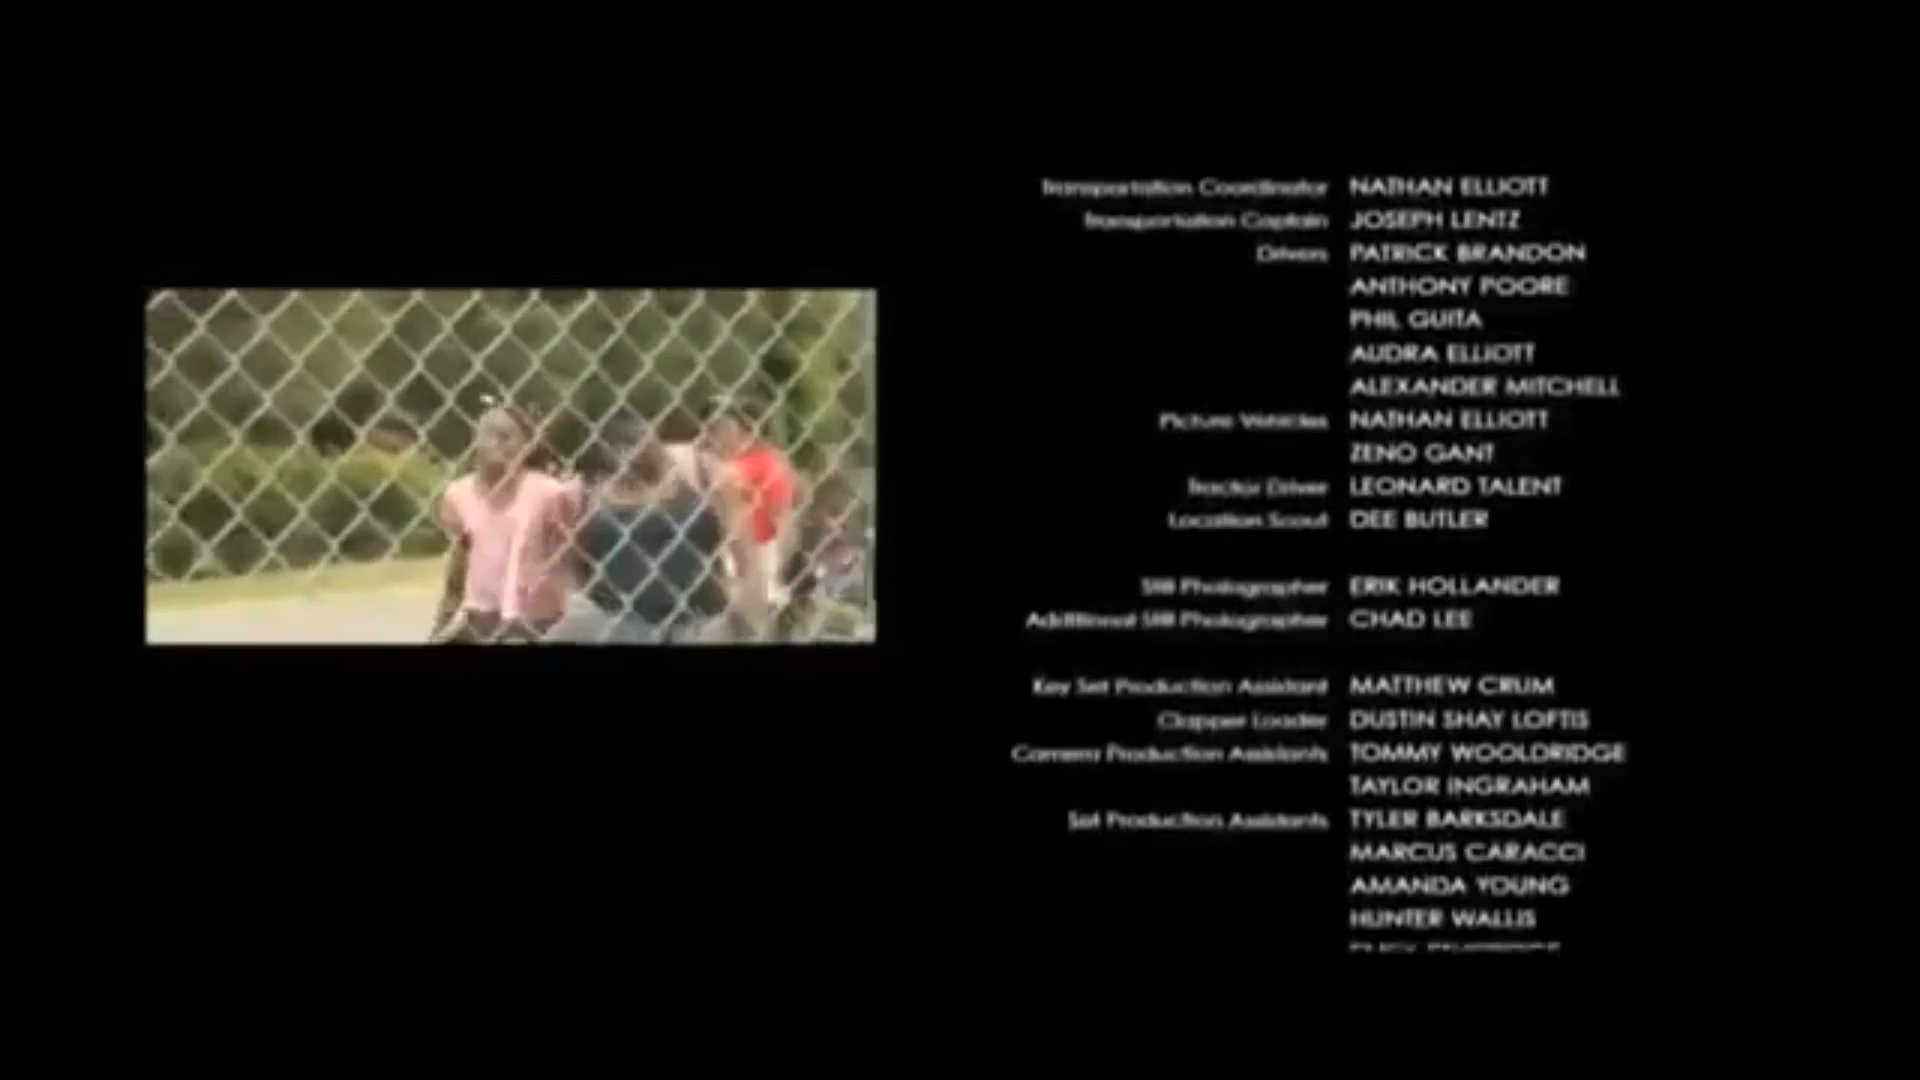 Transportation Coordinator NATHAN ELLIOTT
Transportation Captain JOSEPH LENTZ
Drivers PATRICK BRANDON
ANTHONY POORE
PHIL GUITA
AUDRA ELLIOTT
ALEXANDER MITCHELL
Picture Vehicles NATHAN ELLIOTT
ZENO GANT
Tractor Driver LEONARD TALENT
Location Scout DEE BUTLER
Still Photographer ERIK HOLLANDER
Additional Still Photographer CHAD LEE
Key Set Production Assistant MATTHEW CRUM
Clapper Loader DUSTIN SHAY LOFTIS
Camera Production Assistants TOMMY WOOLDRIDGE
TAYLOR INGRAHAM
Set Production Assistants TYLER BARKSDALE
MARCUS CARACCI
AMANDA YOUNG
HUNTER WALLIS